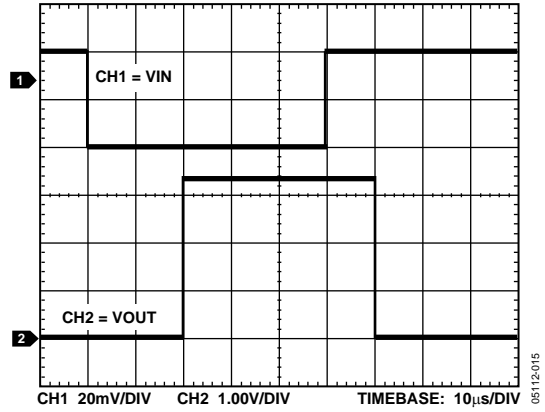 1
CH1 = VIN
CH2 = VOUT
2
CH1 20mV/DIV CH2 1.00V/DIV TIMEBASE: 10µs/DIV
05112-015